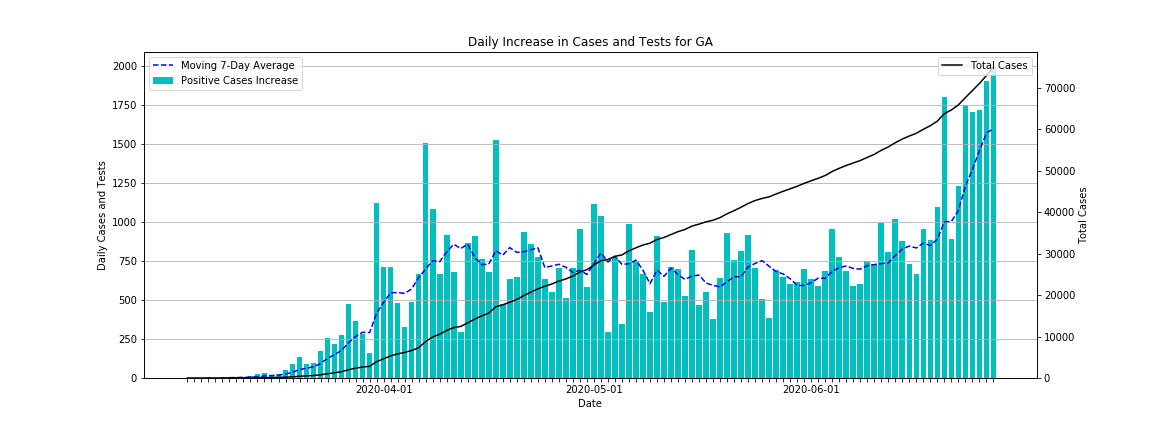 Daily Increase in Cases and Tests for GA
Moving 7-Day Average
Positive Cases Increase
Total Cases
2000
1750
1500
1250
1000
750
500
250
0
Daily Cases and Tests
70000
60000
50000
40000
30000
20000
10000
0
Total Cases
2020-04-01
2020-05-01
2020-06-01
Date